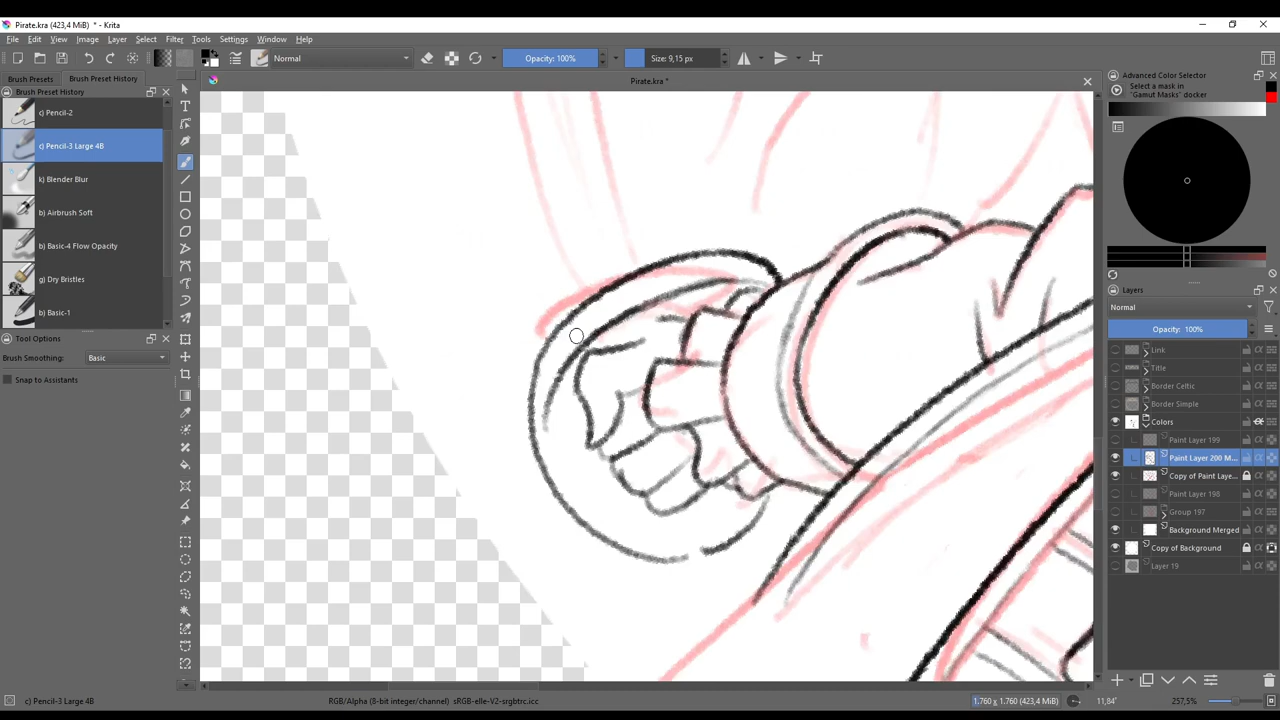 Pirate.kra (423,4 MiB) * - Krita
File Edit View Image Layer Select Filter Tools Settings Window Help
Normal
Opacity: 100%
Size: 9,15 px
Brush Presets
Brush Preset History
Brush Preset History
c) Pencil-2
c) Pencil-3 Large 4B
k) Blender Blur
b) Airbrush Soft
b) Basic-4 Flow Opacity
g) Dry Bristles
b) Basic-1
Tool Options
Brush Smoothing: Basic
Snap to Assistants
Pirate.kra *
Advanced Color Selector
Select a mask in
"Gamut Masks" docker
Layers
Normal
Opacity: 100%
Link
Title
Border Celtic
Border Simple
Colors
Paint Layer 199
Paint Layer 200 M...
Copy of Paint Laye...
Paint Layer 198
Group 197
Background Merged
Copy of Background
Layer 19
c) Pencil-3 Large 4B
RGB/Alpha (8-bit integer/channel) sRGB-elle-V2-srgbtrc.icc
1.760 x 1.760 (423,4 MiB)
11,84°
257,5%